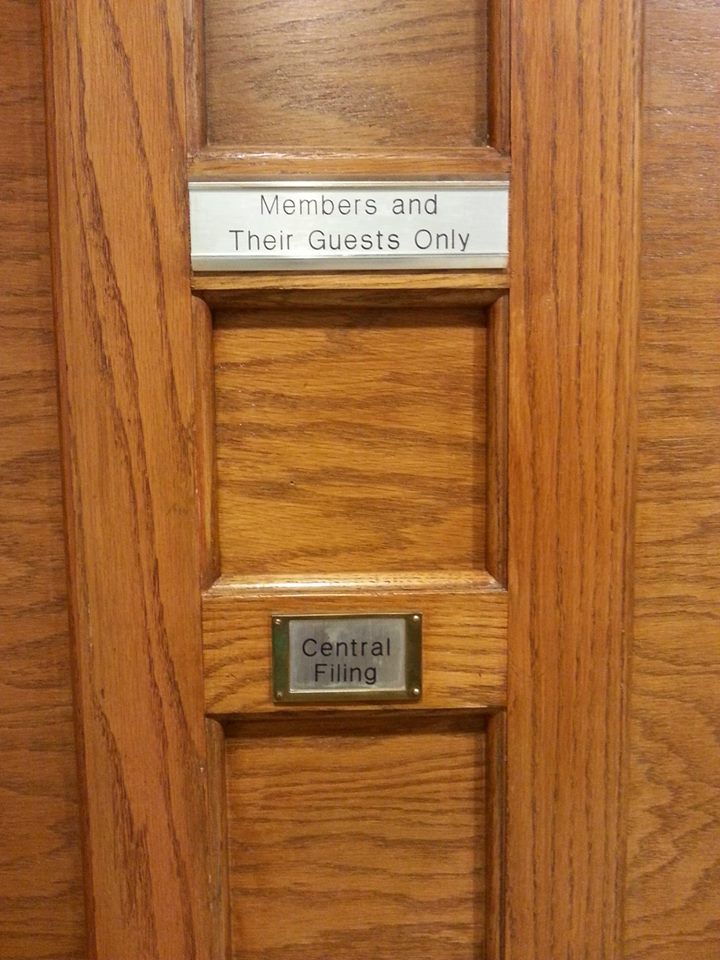 Members and
Their Guests Only
Central
Filing